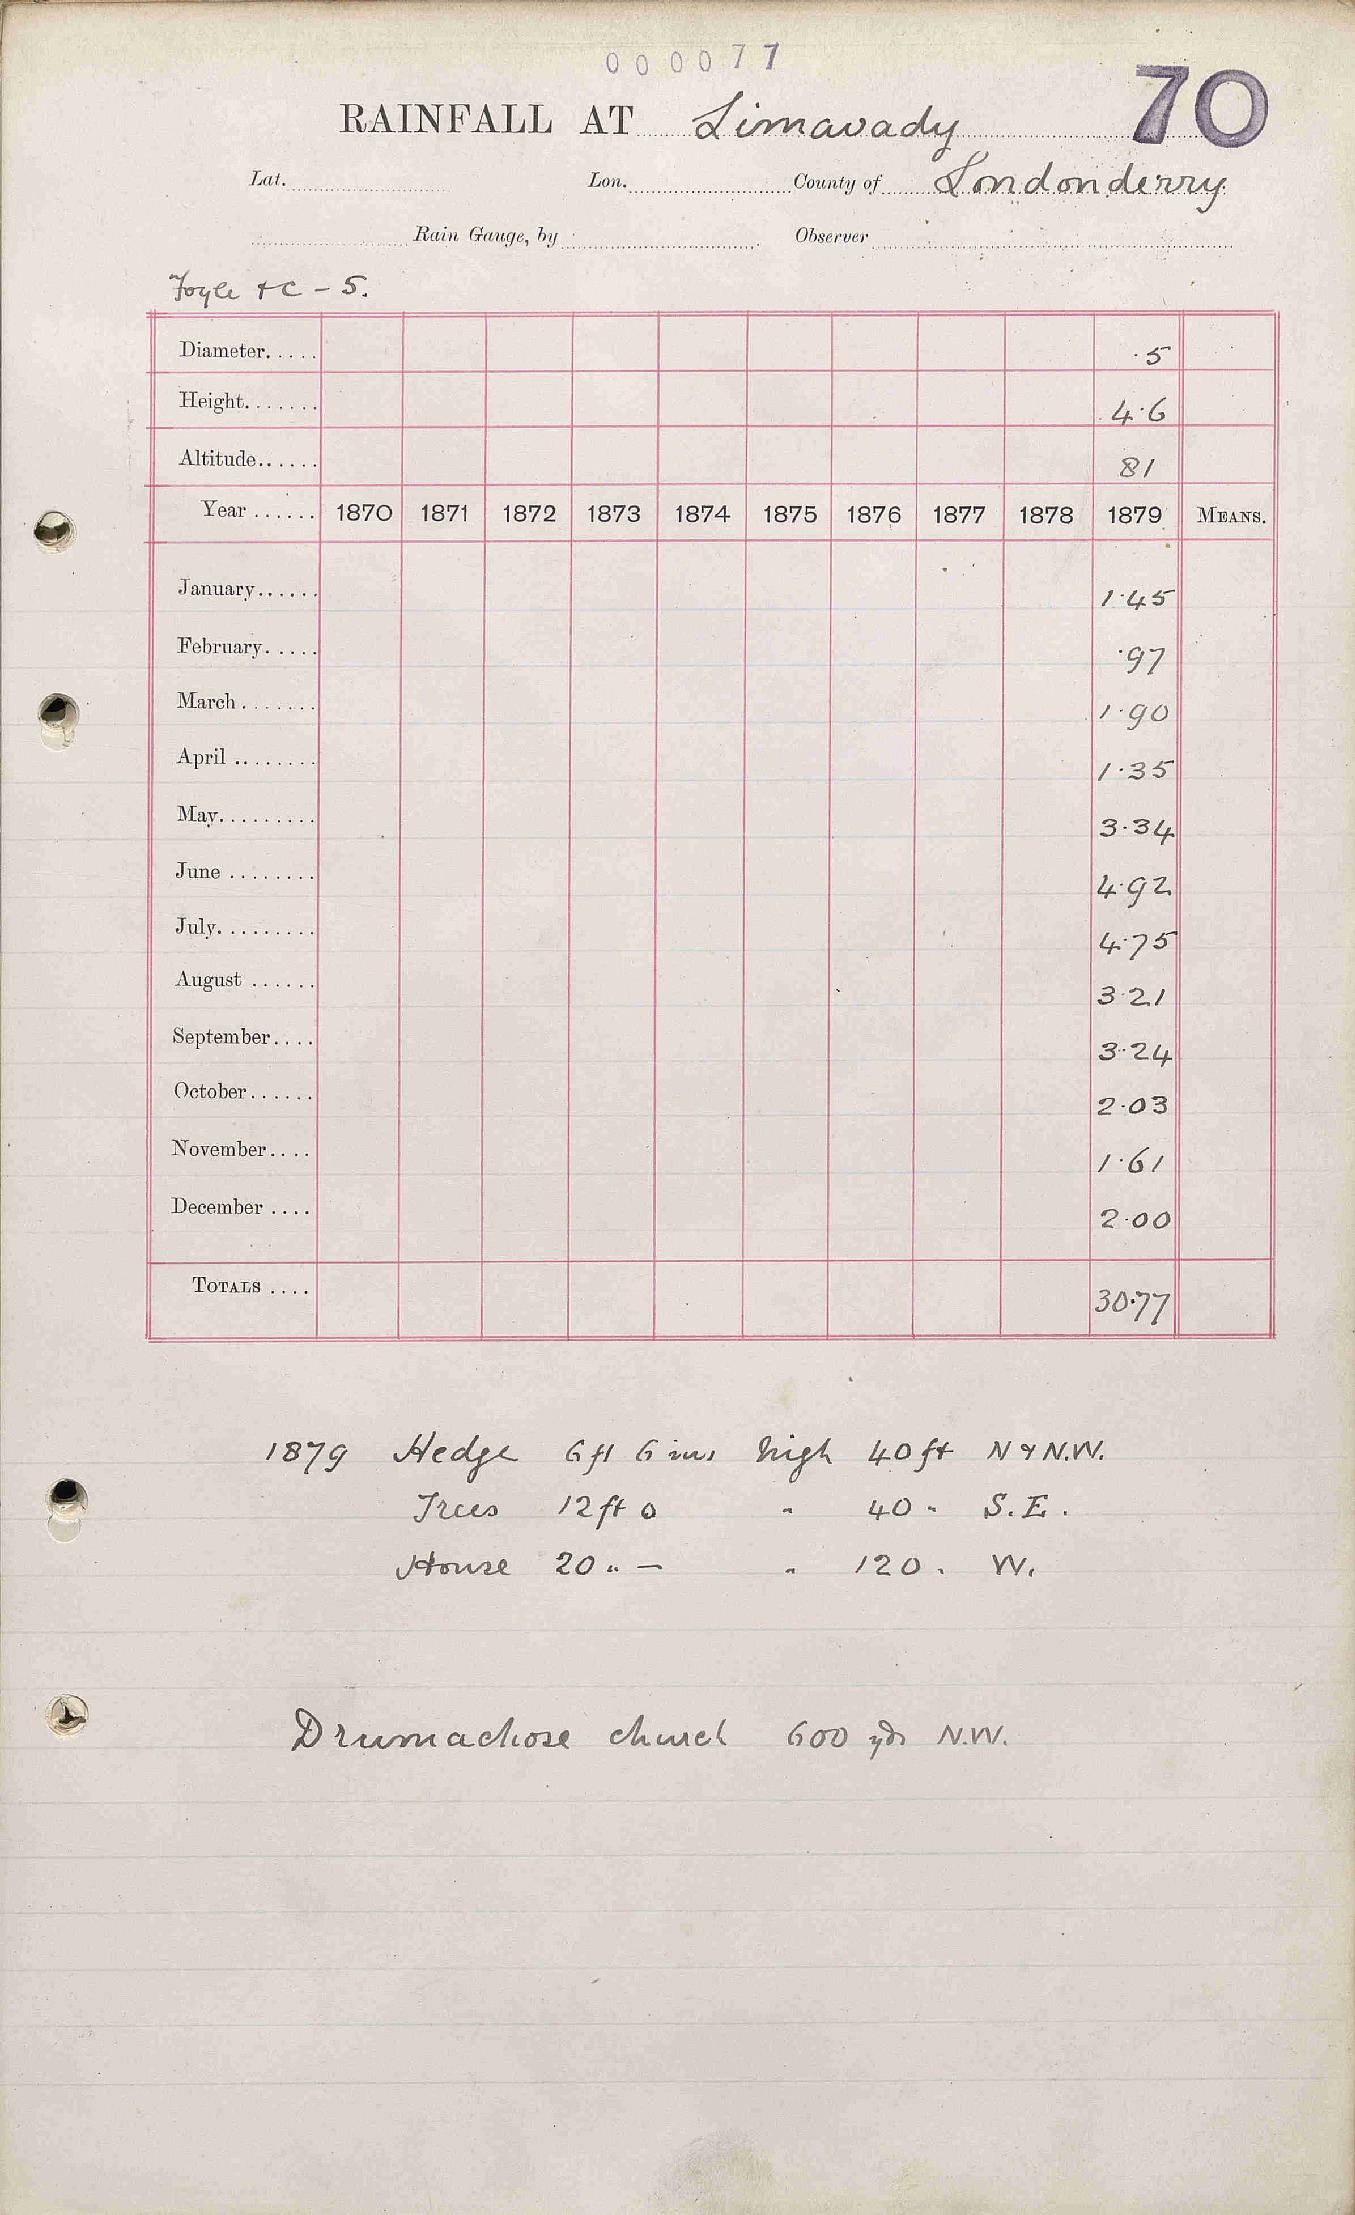 000077
70
RAINFALL AT Limavady
Lat. Lon. County of Londonderry.
Rain Gauge, by Observer
Foyle &C - 5.
Diameter..... ·5
Height....... 4·6
Altitude...... 81
Year ...... 1870 1871 1872 1873 1874 1875 1876 1877 1878 1879 MEANS.
January...... 1·45
February..... ·97
March....... 1·90
April ........ 1·35
May......... 3·34
June ........ 4·92
July......... 4·75
August ...... 3·21
September.... 3·24
October...... 2·03
November.... 1·61
December .... 2·00
TOTALS .... 30·77
1879 Hedge 6 ft 6 ins high 40 ft N & N.W.
Trees 12 ft 0 " 40 " S.E.
House 20 " — " 120 " W.
Drumachose church 600 yds N.W.